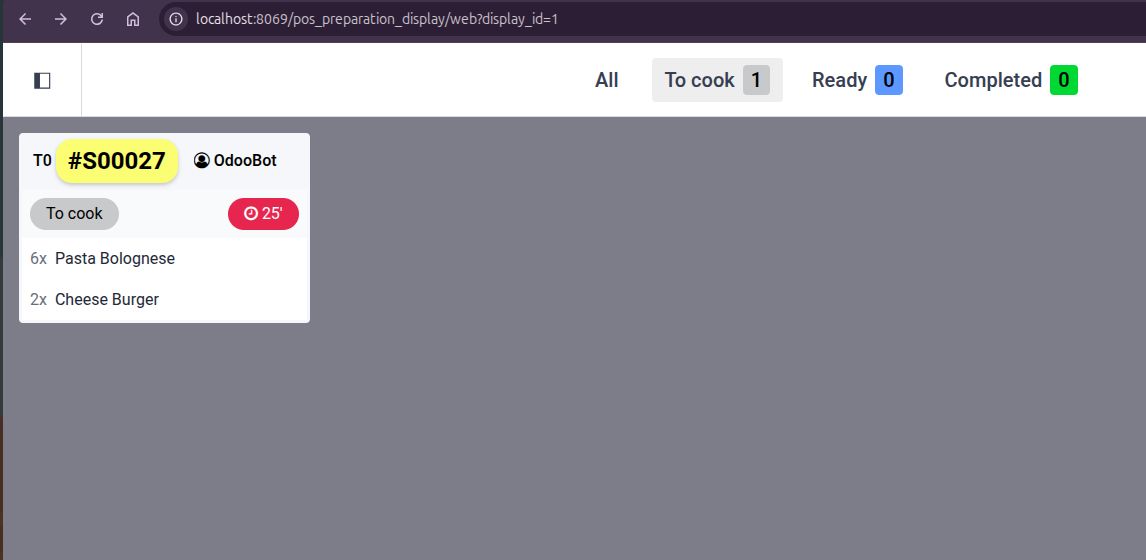 localhost:8069/pos_preparation_display/web?display_id=1
All To cook 1 Ready 0 Completed 0
T0 #S00027 OdooBot
To cook 25'
6x Pasta Bolognese
2x Cheese Burger